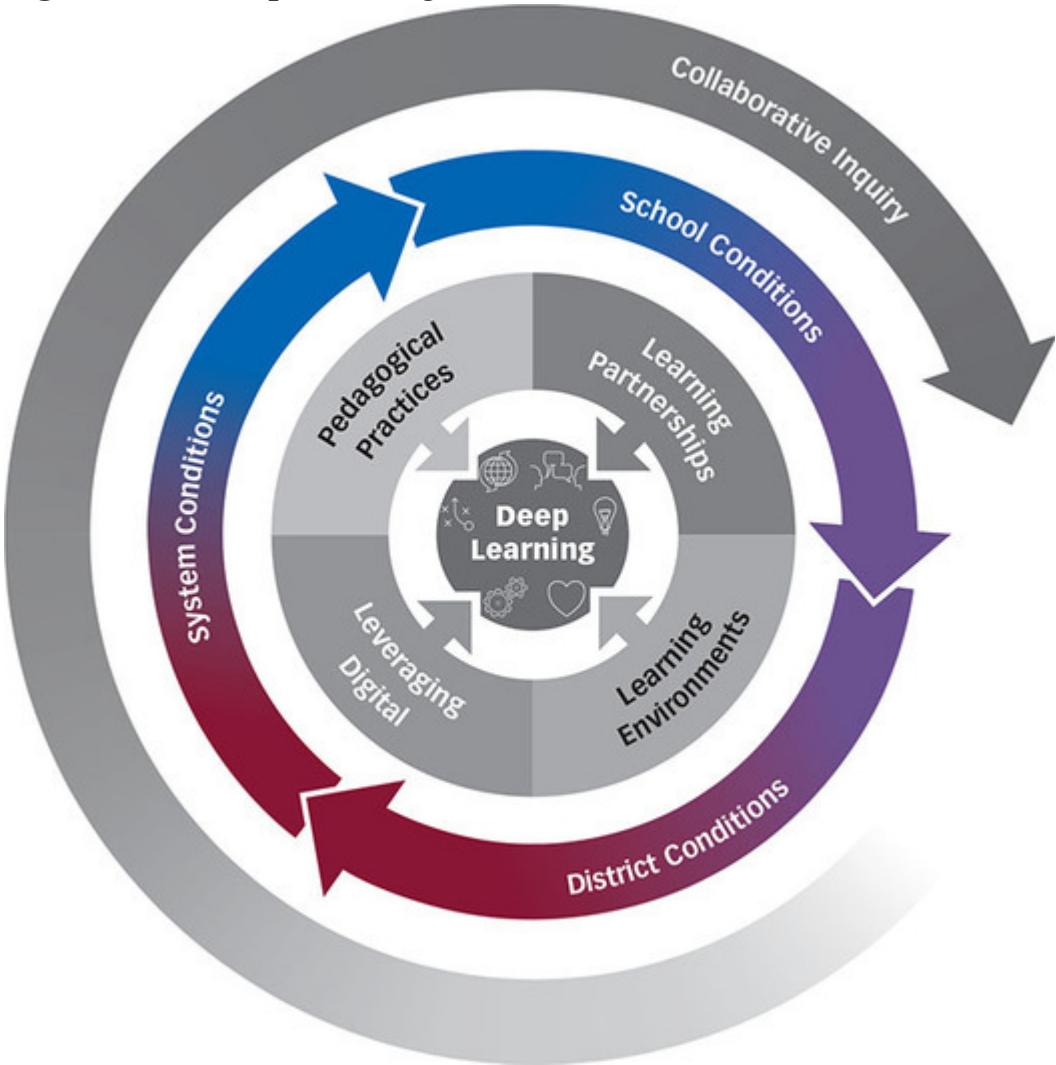 Collaborative Inquiry
School Conditions
System Conditions
District Conditions
Pedagogical
Practices
Learning
Partnerships
Leveraging
Digital
Learning
Environments
Deep
Learning